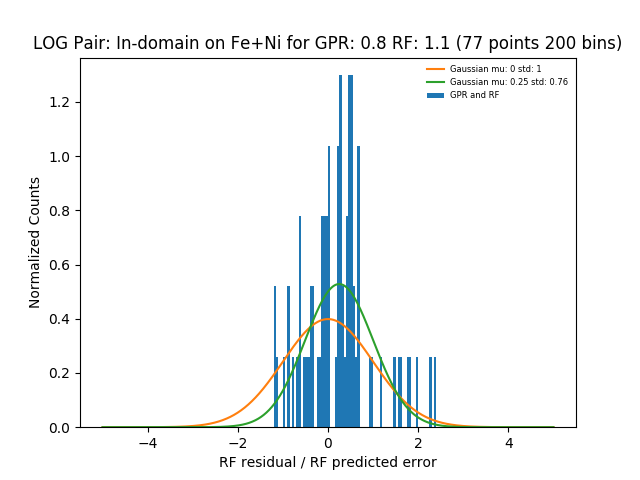 LOG Pair: In-domain on Fe+Ni for GPR: 0.8 RF: 1.1 (77 points 200 bins)
Gaussian mu: 0 std: 1
Gaussian mu: 0.25 std: 0.76
GPR and RF
Normalized Counts
1.2
1.0
0.8
0.6
0.4
0.2
0.0
−4 −2 0 2 4
RF residual / RF predicted error